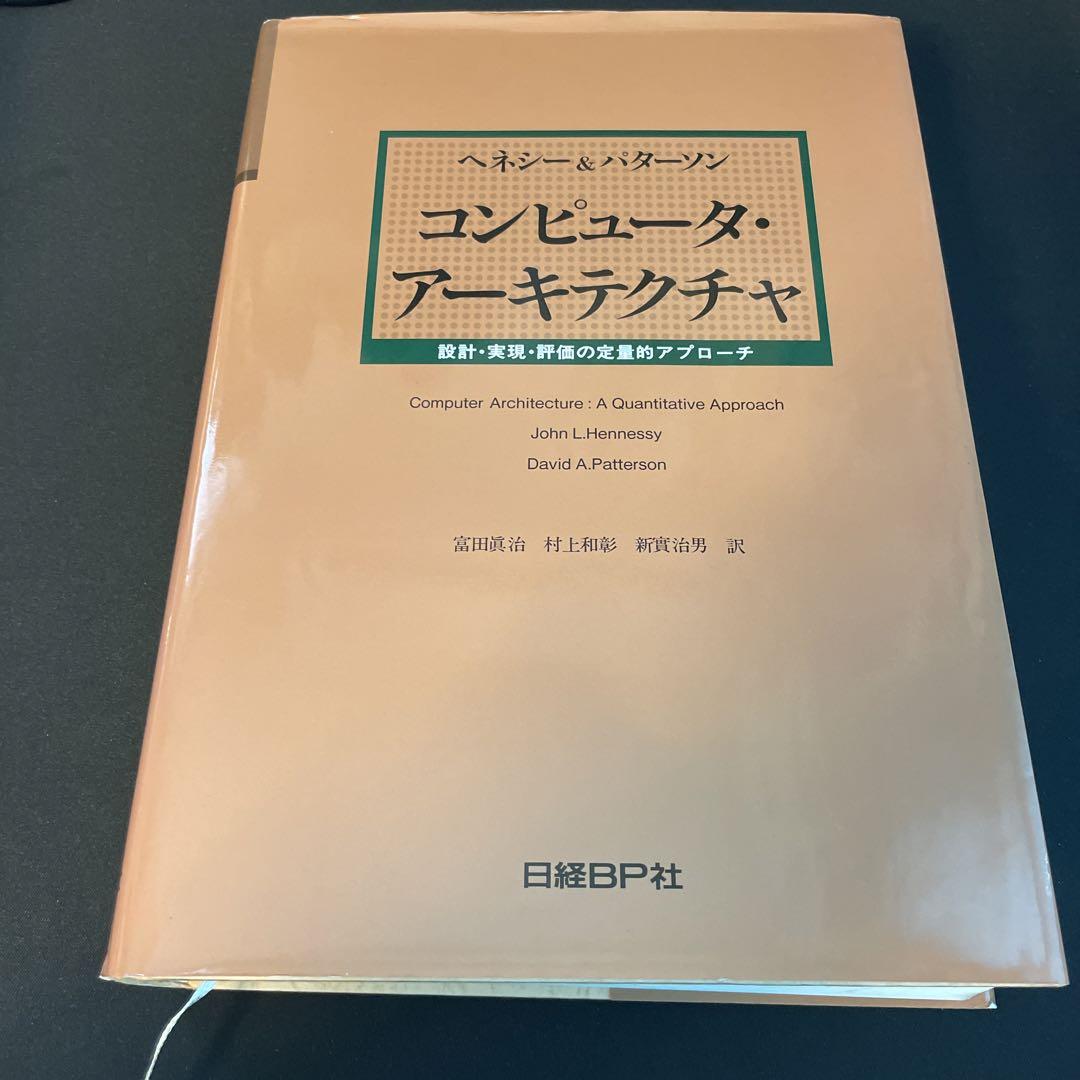 ヘネシー&パターソン
コンピュータ・
アーキテクチャ
設計・実現・評価の定量的アプローチ
Computer Architecture : A Quantitative Approach
John L.Hennessy
David A.Patterson
富田眞治 村上和彰 新實治男 訳
日経BP社